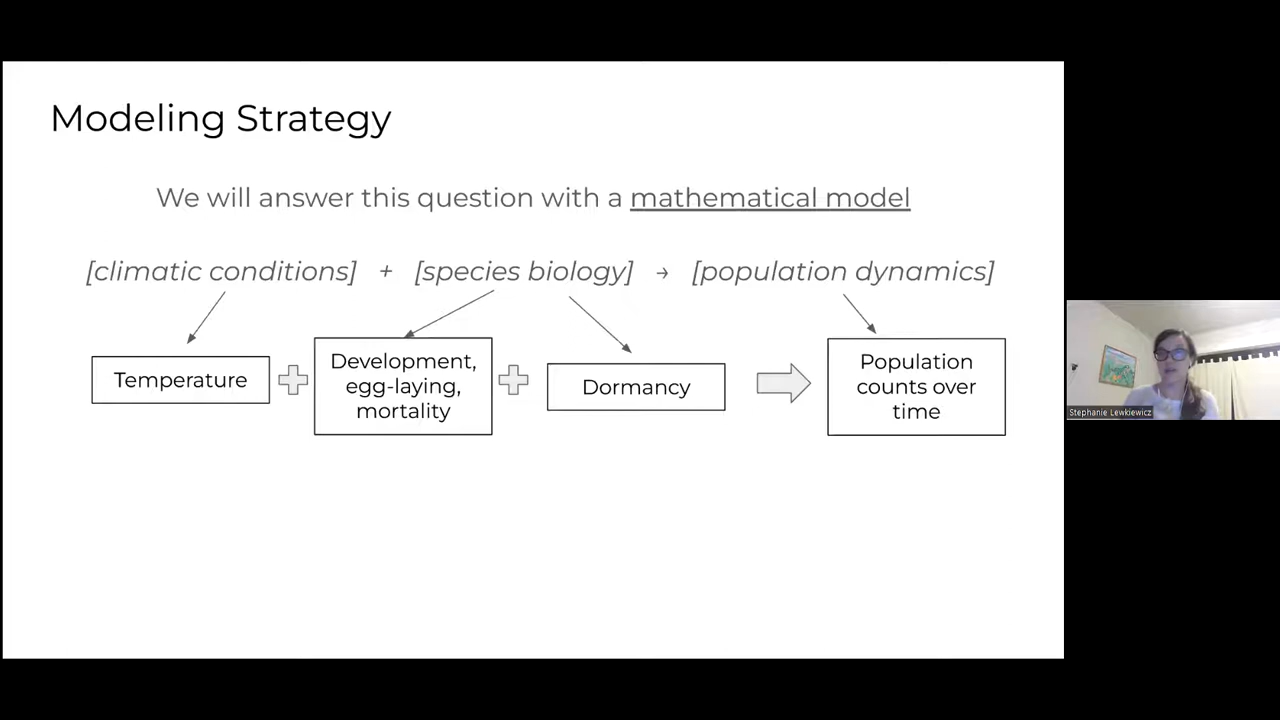 Modeling Strategy
We will answer this question with a mathematical model
[climatic conditions] + [species biology] → [population dynamics]
Temperature
Development,
egg-laying,
mortality
Dormancy
Population
counts over
time
Stephanie Lewkiewicz